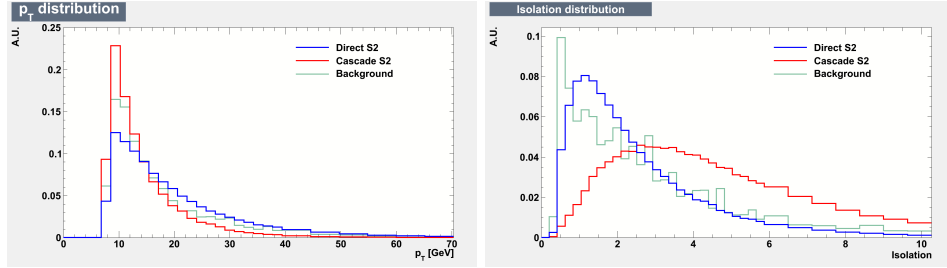 p_T distribution
A.U.
0.25
0.2
0.15
0.1
0.05
0
Direct S2
Cascade S2
Background
0 10 20 30 40 50 60 70
p_T [GeV]
Isolation distribution
A.U.
0.1
0.08
0.06
0.04
0.02
0
Direct S2
Cascade S2
Background
0 2 4 6 8 10
Isolation